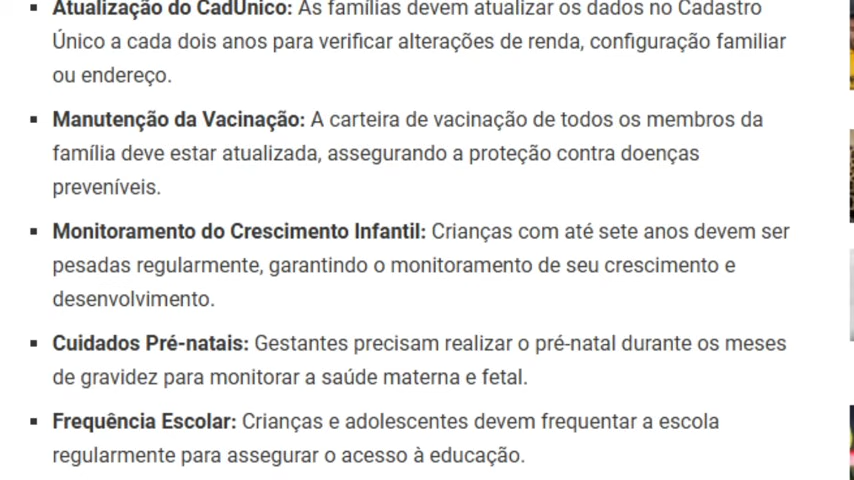 Atualização do CadÚnico: As famílias devem atualizar os dados no Cadastro
Único a cada dois anos para verificar alterações de renda, configuração familiar
ou endereço.
Manutenção da Vacinação: A carteira de vacinação de todos os membros da
família deve estar atualizada, assegurando a proteção contra doenças
preveníveis.
Monitoramento do Crescimento Infantil: Crianças com até sete anos devem ser
pesadas regularmente, garantindo o monitoramento de seu crescimento e
desenvolvimento.
Cuidados Pré-natais: Gestantes precisam realizar o pré-natal durante os meses
de gravidez para monitorar a saúde materna e fetal.
Frequência Escolar: Crianças e adolescentes devem frequentar a escola
regularmente para assegurar o acesso à educação.